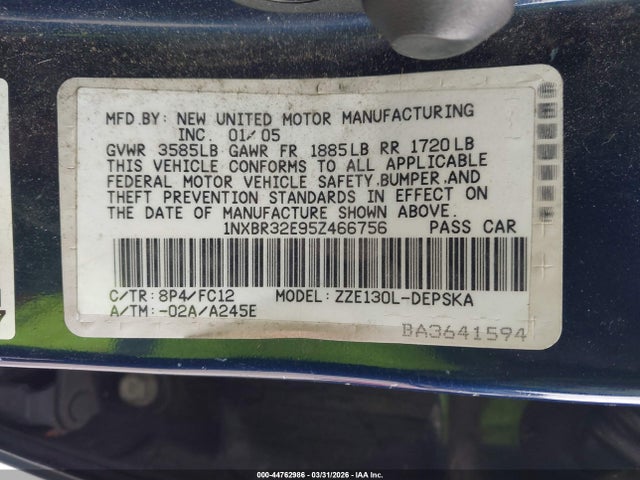 MFD.BY: NEW UNITED MOTOR MANUFACTURING
INC. 01/05
GVWR 3585LB GAWR FR 1885LB RR 1720LB
THIS VEHICLE CONFORMS TO ALL APPLICABLE
FEDERAL MOTOR VEHICLE SAFETY,BUMPER,AND
THEFT PREVENTION STANDARDS IN EFFECT ON
THE DATE OF MANUFACTURE SHOWN ABOVE.
1NXBR32E95Z466756 PASS CAR
C/TR: 8P4/FC12 MODEL: ZZE130L-DEPSKA
A/TM: -02A/A245E
BA3641594
000-44762986 - 03/31/2026 - IAA Inc.